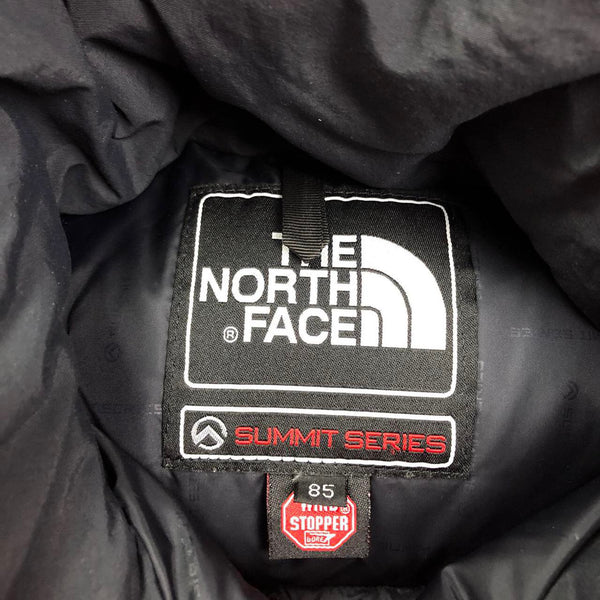 THE
NORTH
® FACE
SUMMIT SERIES
85
WIND®
STOPPER
GORE